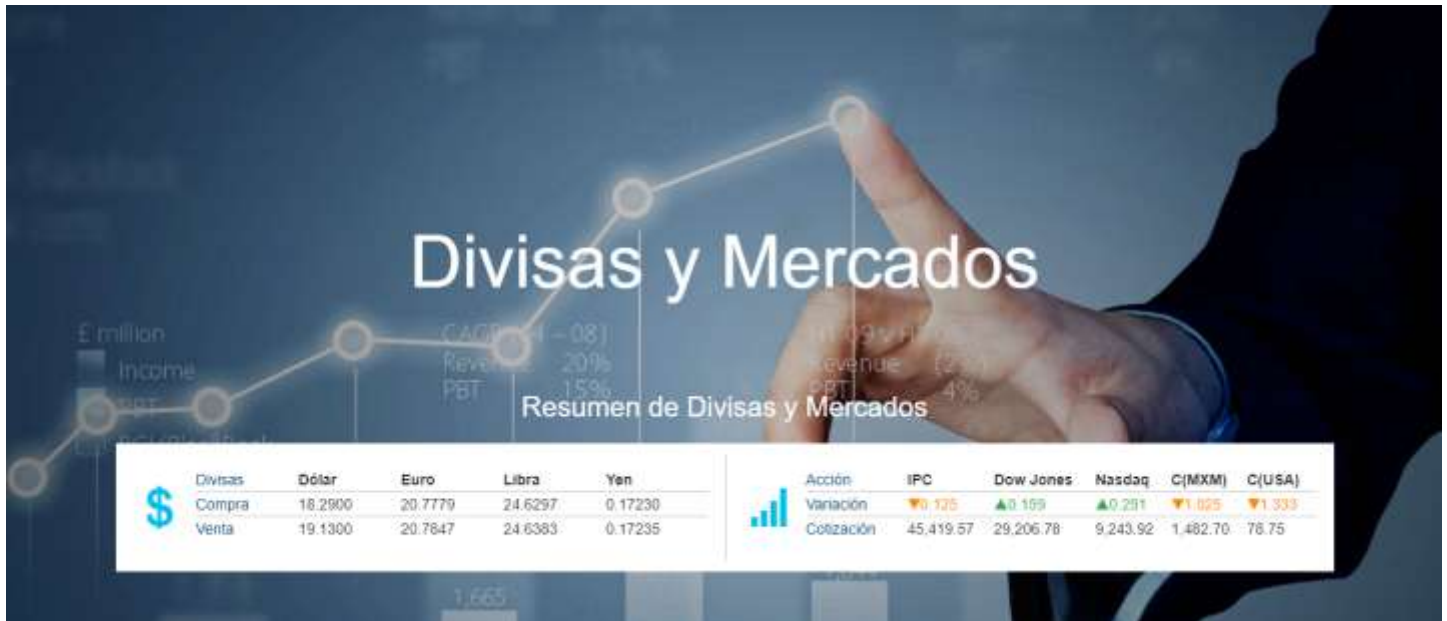 Divisas y Mercados
£ million
Income
Revenue 20%
PBT 15%
Revenue
PBT 4%
Resumen de Divisas y Mercados
$
Divisas Dólar Euro Libra Yen
Compra 18.2900 20.7779 24.6297 0.17230
Venta 19.1300 20.7847 24.6383 0.17235
Acción IPC Dow Jones Nasdaq C(MXM) C(USA)
Variación ▼0.125 ▲0.159 ▲0.291 ▼1.025 ▼1.333
Cotización 45,419.57 29,206.78 9,243.92 1,482.70 78.75
1,665